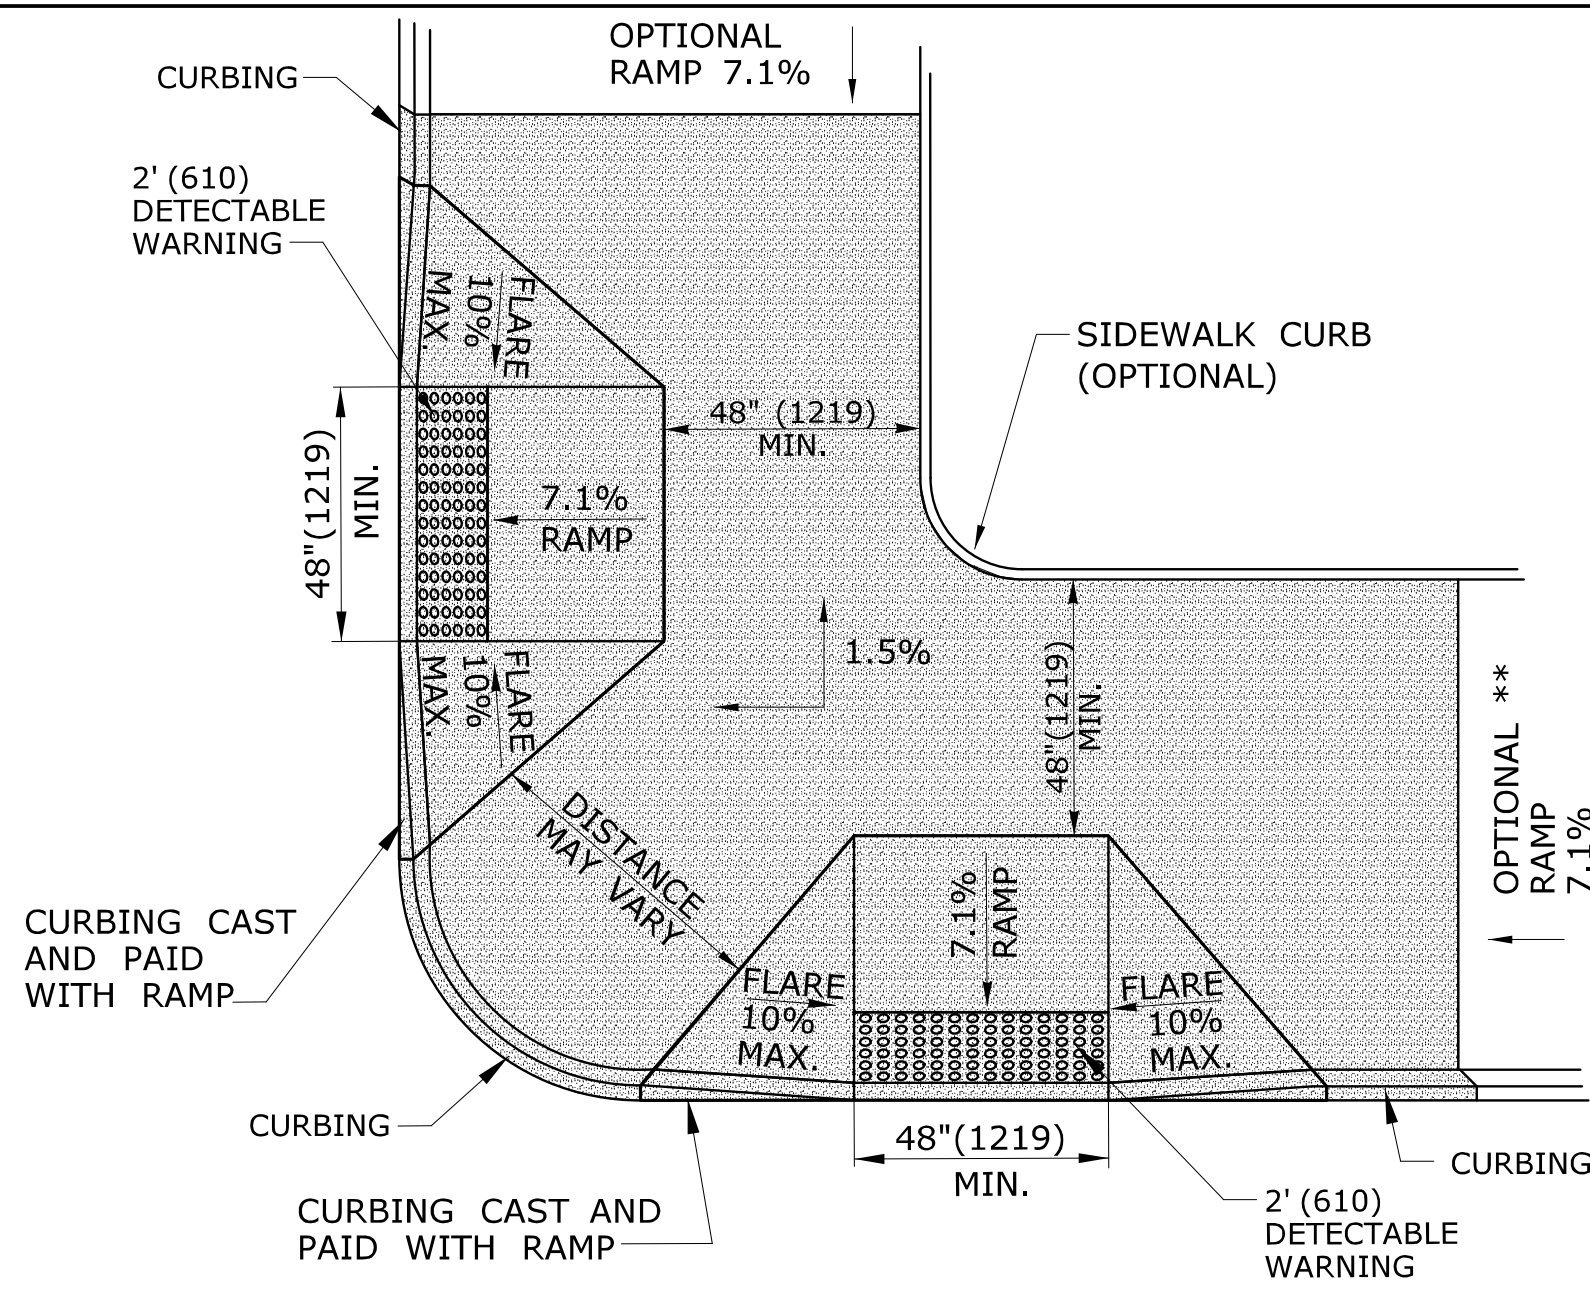 OPTIONAL
RAMP 7.1%
CURBING
2' (610)
DETECTABLE
WARNING
FLARE
10%
MAX.
SIDEWALK CURB
(OPTIONAL)
48" (1219)
MIN.
48"(1219)
MIN.
7.1%
RAMP
1.5%
FLARE
10%
MAX.
48"(1219)
MIN.
OPTIONAL **
RAMP
7.1%
DISTANCE
MAY VARY
7.1%
RAMP
CURBING CAST
AND PAID
WITH RAMP
FLARE
10%
MAX.
FLARE
10%
MAX.
CURBING
48"(1219)
MIN.
CURBING
CURBING CAST AND
PAID WITH RAMP
2' (610)
DETECTABLE
WARNING